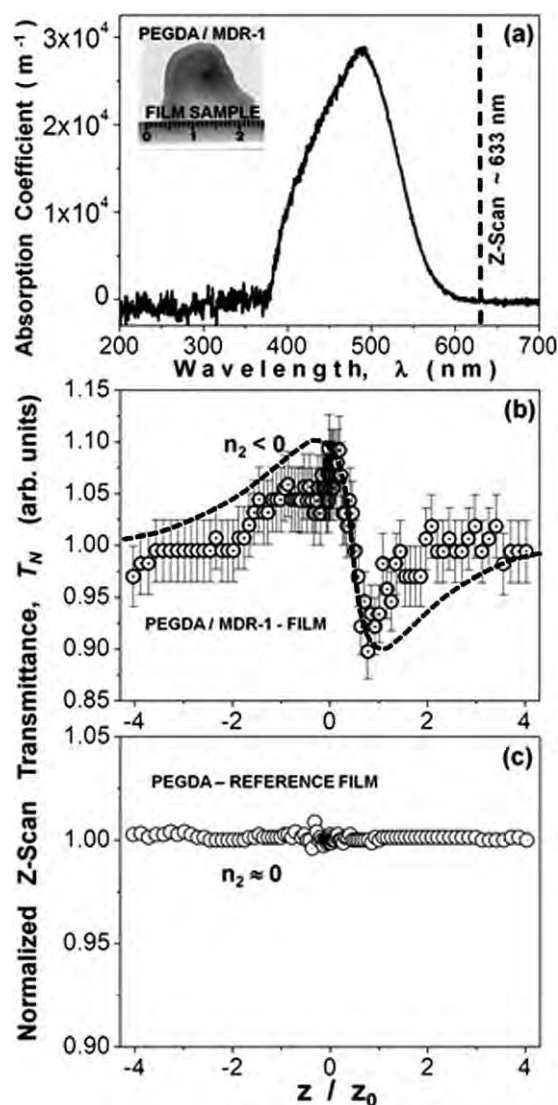 (a)
PEGDA / MDR-1
FILM SAMPLE
0 1 2
Absorption Coefficient ( m⁻¹ )
3x10⁴
2x10⁴
1x10⁴
0
Z-Scan ~ 633 nm
200 300 400 500 600 700
Wavelength, λ ( nm )
(b)
Normalized Z-Scan Transmittance, T_N (arb. units)
1.15
1.10
1.05
1.00
0.95
0.90
0.85
n₂ < 0
PEGDA / MDR-1 - FILM
-4 -2 0 2 4
(c)
1.05
1.00
0.95
0.90
PEGDA – REFERENCE FILM
n₂ ≈ 0
-4 -2 0 2 4
z / z₀